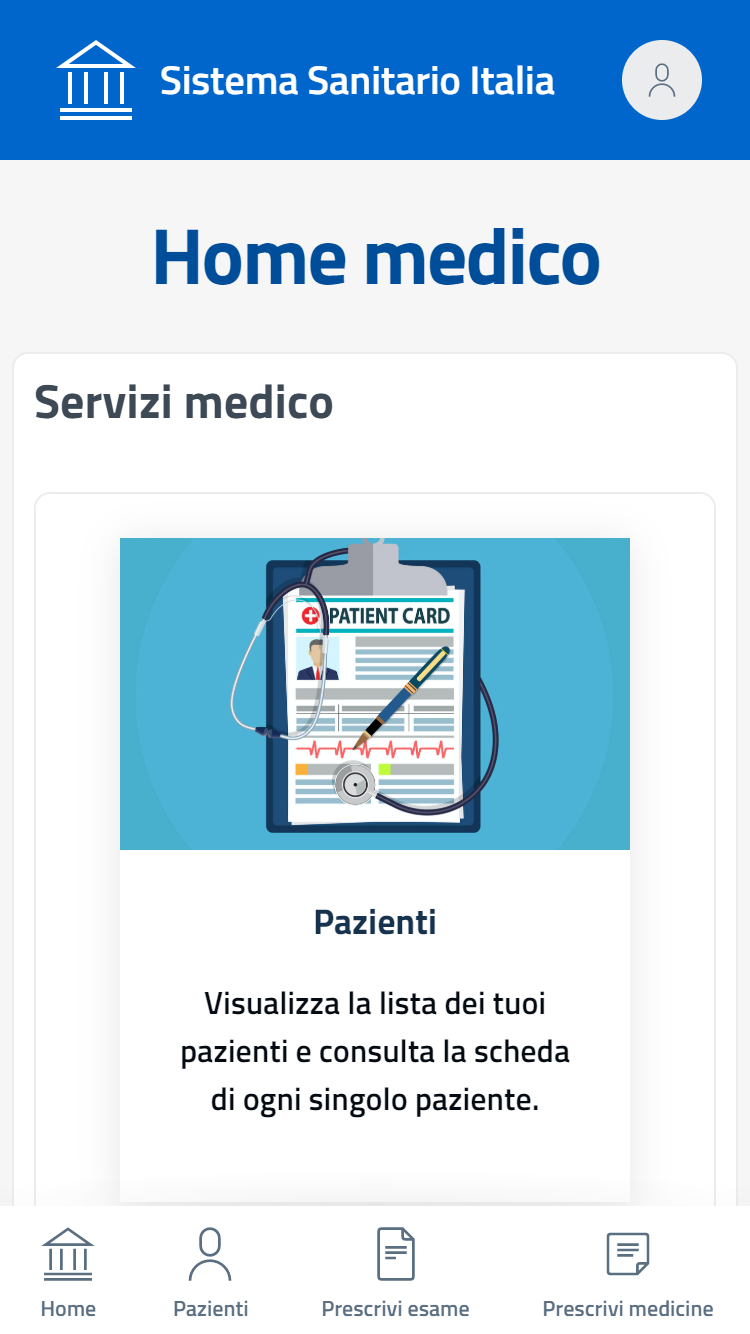 Sistema Sanitario Italia
Home medico
Servizi medico
PATIENT CARD
Pazienti
Visualizza la lista dei tuoi
pazienti e consulta la scheda
di ogni singolo paziente.
Home
Pazienti
Prescrivi esame
Prescrivi medicine